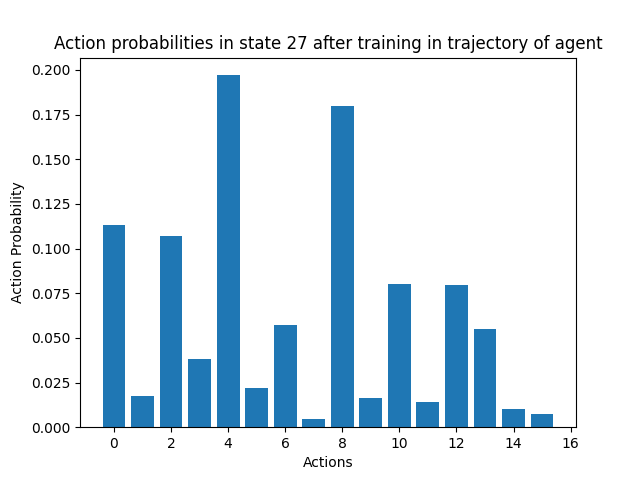 Action probabilities in state 27 after training in trajectory of agent
0.200
0.175
0.150
0.125
0.100
0.075
0.050
0.025
0.000
Action Probability
0 2 4 6 8 10 12 14 16
Actions